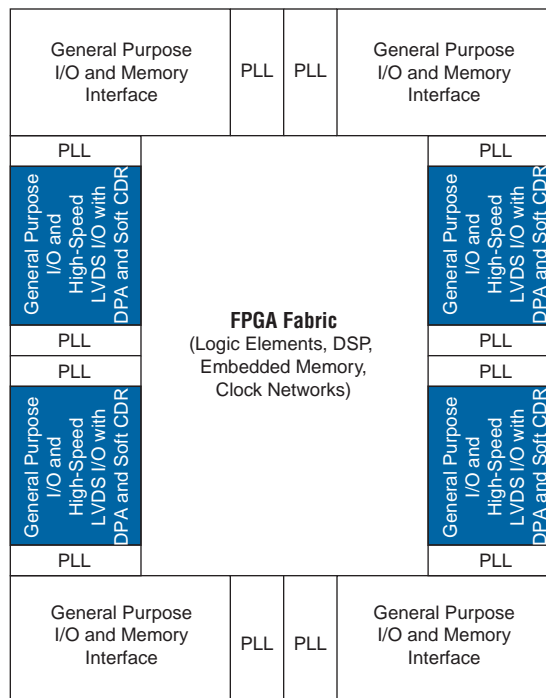 General Purpose
I/O and Memory
Interface
PLL
PLL
General Purpose
I/O and Memory
Interface
PLL
General Purpose
I/O and
High-Speed
LVDS I/O with
DPA and Soft CDR
PLL
PLL
General Purpose
I/O and
High-Speed
LVDS I/O with
DPA and Soft CDR
PLL
FPGA Fabric
(Logic Elements, DSP,
Embedded Memory,
Clock Networks)
PLL
General Purpose
I/O and
High-Speed
LVDS I/O with
DPA and Soft CDR
PLL
PLL
General Purpose
I/O and
High-Speed
LVDS I/O with
DPA and Soft CDR
PLL
General Purpose
I/O and Memory
Interface
PLL
PLL
General Purpose
I/O and Memory
Interface